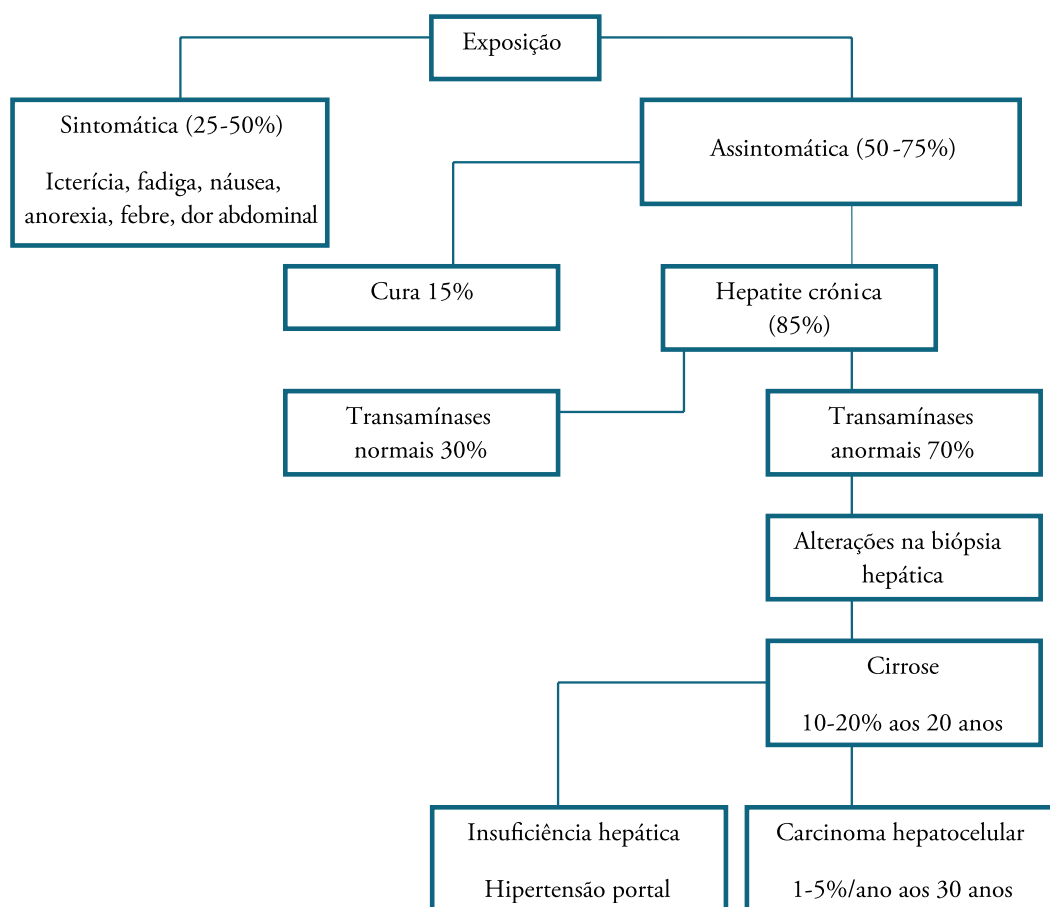 Exposição
Sintomática (25-50%)
Icterícia, fadiga, náusea,
anorexia, febre, dor abdominal
Assintomática (50-75%)
Cura 15%
Hepatite crónica
(85%)
Transamínases
normais 30%
Transamínases
anormais 70%
Alterações na biópsia
hepática
Cirrose
10-20% aos 20 anos
Insuficiência hepática
Hipertensão portal
Carcinoma hepatocelular
1-5%/ano aos 30 anos